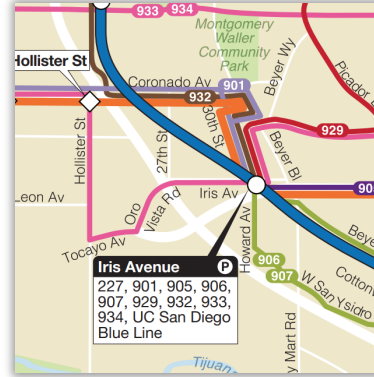 933 934
Montgomery
Waller
Community
Park
Beyer Wy
Picador
Hollister St
Coronado Av
901
932
30th St
929
Hollister St
27th St
Beyer Bl
Leon Av
Oro
Vista Rd
Iris Av
Tocayo Av
Howard Av
906
907
Beye
Cotton
W San Ysidro
Iris Avenue P
227, 901, 905, 906,
907, 929, 932, 933,
934, UC San Diego
Blue Line
y Mart Rd
Tijuan